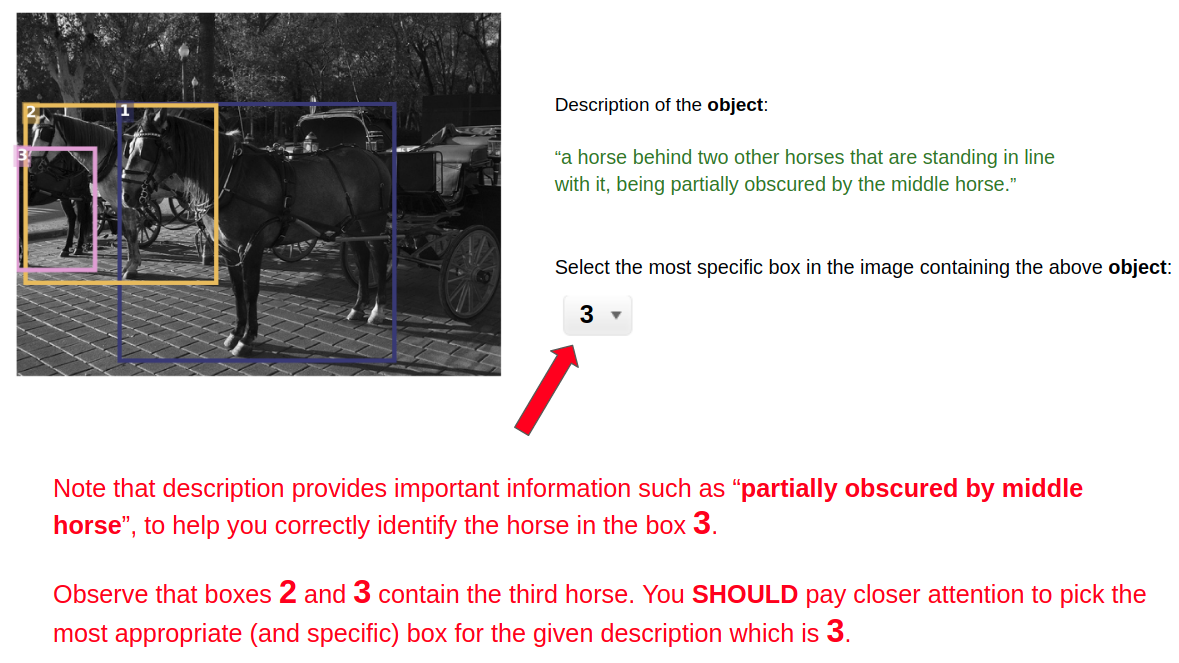 2
1
3
Description of the object:
“a horse behind two other horses that are standing in line
with it, being partially obscured by the middle horse.”
Select the most specific box in the image containing the above object:
3
Note that description provides important information such as “partially obscured by middle
horse”, to help you correctly identify the horse in the box 3.
Observe that boxes 2 and 3 contain the third horse. You SHOULD pay closer attention to pick the
most appropriate (and specific) box for the given description which is 3.